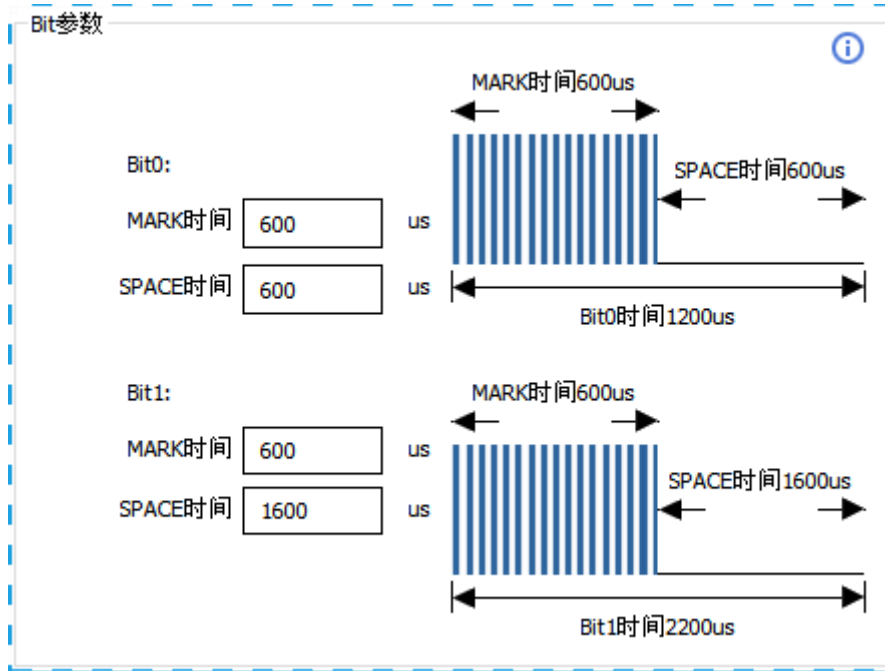 Bit参数
MARK时间600us
Bit0:
SPACE时间600us
MARK时间 600 us
SPACE时间 600 us
Bit0时间1200us
Bit1:
MARK时间600us
MARK时间 600 us
SPACE时间1600us
SPACE时间 1600 us
Bit1时间2200us